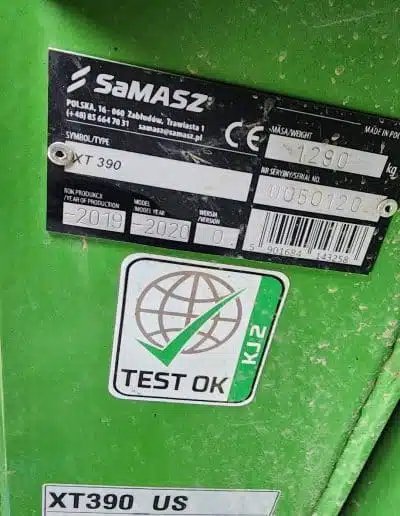 SaMASZ
POLSKA, 16 - 060 Zabłudów, Trawiasta 1
(+48) 85 664 70 31 samasz@samasz.pl
MASA/WEIGHT
MADE IN POL
CE
1290 kg
SYMBOL/TYPE
XT 390
NR SERYJNY/SERIAL NO.
0050120
ROK PRODUKCJI
/YEAR OF PRODUCTION
2019
MODEL
/MODEL YEAR
2020
WERSJA
/VERSION
0
5 901684 143258
TEST OK
KJ2
XT390 US